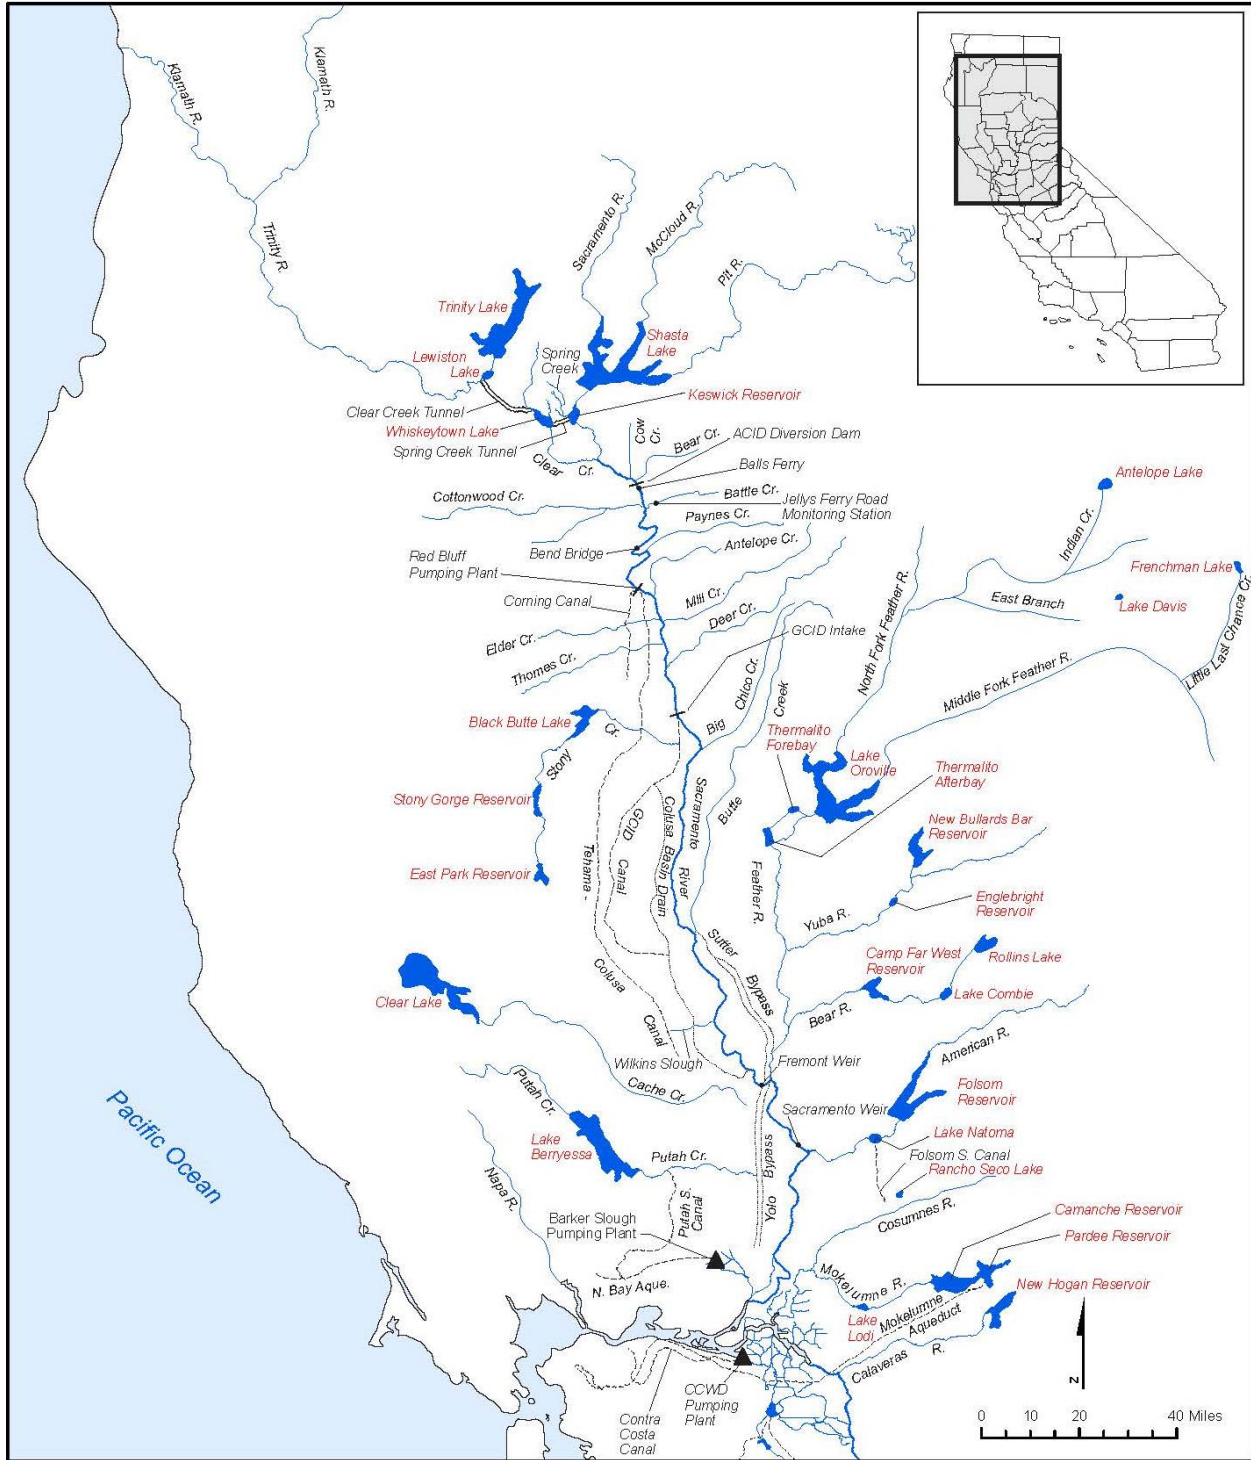 Klamath R.
Klamath R.
Trinity R.
Sacramento R.
McCloud R.
Pit R.
Trinity Lake
Shasta
Lake
Lewiston
Lake
Spring
Creek
Keswick Reservoir
Clear Creek Tunnel
Whiskeytown Lake
Spring Creek Tunnel
Clear Cr.
Cow
Cr.
Bear Cr.
ACID Diversion Dam
Balls Ferry
Antelope Lake
Cottonwood Cr.
Battle Cr.
Jellys Ferry Road
Monitoring Station
Paynes Cr.
Indian Cr.
Bend Bridge
Antelope Cr.
Red Bluff
Pumping Plant
Frenchman Lake
Corning Canal
Mill Cr.
Deer Cr.
North Fork Feather R.
East Branch
Lake Davis
Little Last Chance Cr.
Elder Cr.
GCID Intake
Thomes Cr.
Middle Fork Feather R.
Black Butte Lake
Big Chico Cr.
Butte Creek
Thermalito
Forebay
Lake
Oroville
Thermalito
Afterbay
Stony Cr.
Stony Gorge Reservoir
Sacramento River
New Bullards Bar
Reservoir
GCID Canal
Colusa Basin Drain
Tehama-Colusa Canal
East Park Reservoir
Feather R.
Englebright
Reservoir
Yuba R.
Sutter Bypass
Camp Far West
Reservoir
Rollins Lake
Clear Lake
Lake Combie
Bear R.
American R.
Wilkins Slough
Fremont Weir
Cache Cr.
Folsom
Reservoir
Putah Cr.
Sacramento Weir
Lake Natoma
Lake
Berryessa
Putah Cr.
Folsom S. Canal
Rancho Seco Lake
Napa R.
Putah S.
Canal
Yolo Bypass
Cosumnes R.
Camanche Reservoir
Barker Slough
Pumping Plant
Pardee Reservoir
N. Bay Aque.
Mokelumne R.
New Hogan Reservoir
Lake
Lodi
Mokelumne
Aqueduct
Calaveras R.
CCWD
Pumping
Plant
Contra
Costa
Canal
Pacific Ocean
N
0 10 20 40 Miles